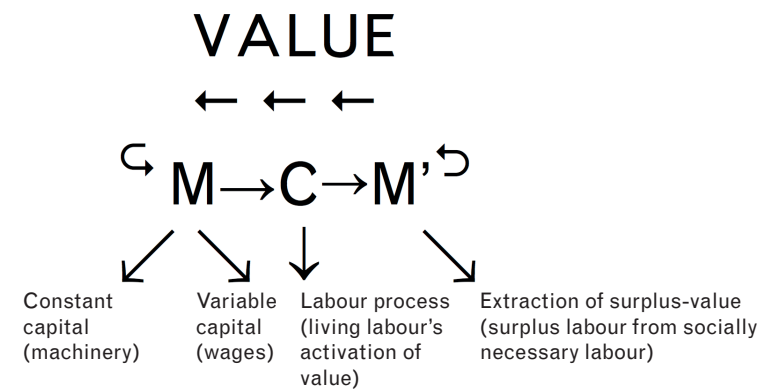 VALUE
← ← ←
M→C→M’
Constant
capital
(machinery)
Variable
capital
(wages)
Labour process
(living labour’s
activation of
value)
Extraction of surplus-value
(surplus labour from socially
necessary labour)